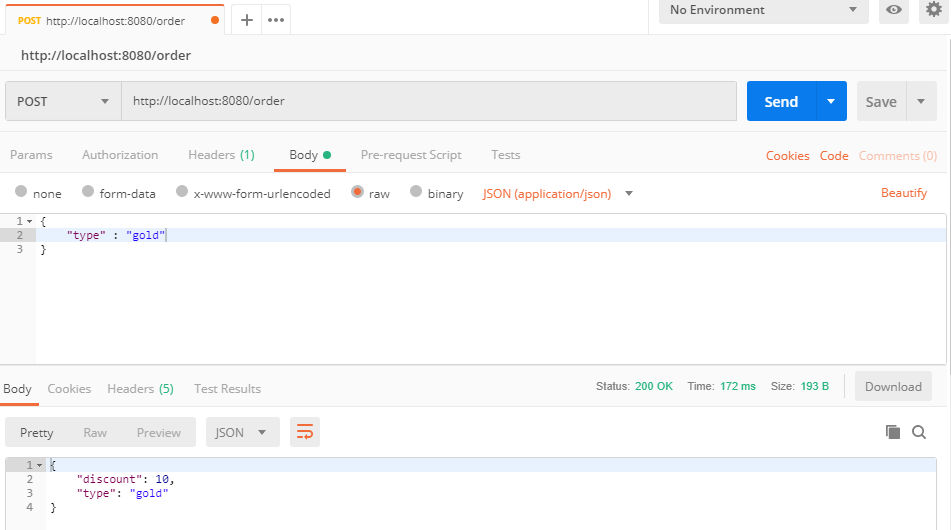 POST http://localhost:8080/order
No Environment
http://localhost:8080/order
POST http://localhost:8080/order Send Save
Params Authorization Headers (1) Body Pre-request Script Tests Cookies Code Comments (0)
none form-data x-www-form-urlencoded raw binary JSON (application/json) Beautify
1 {
2 "type" : "gold"
3 }
Body Cookies Headers (5) Test Results Status: 200 OK Time: 172 ms Size: 193 B Download
Pretty Raw Preview JSON
1 {
2 "discount": 10,
3 "type": "gold"
4 }